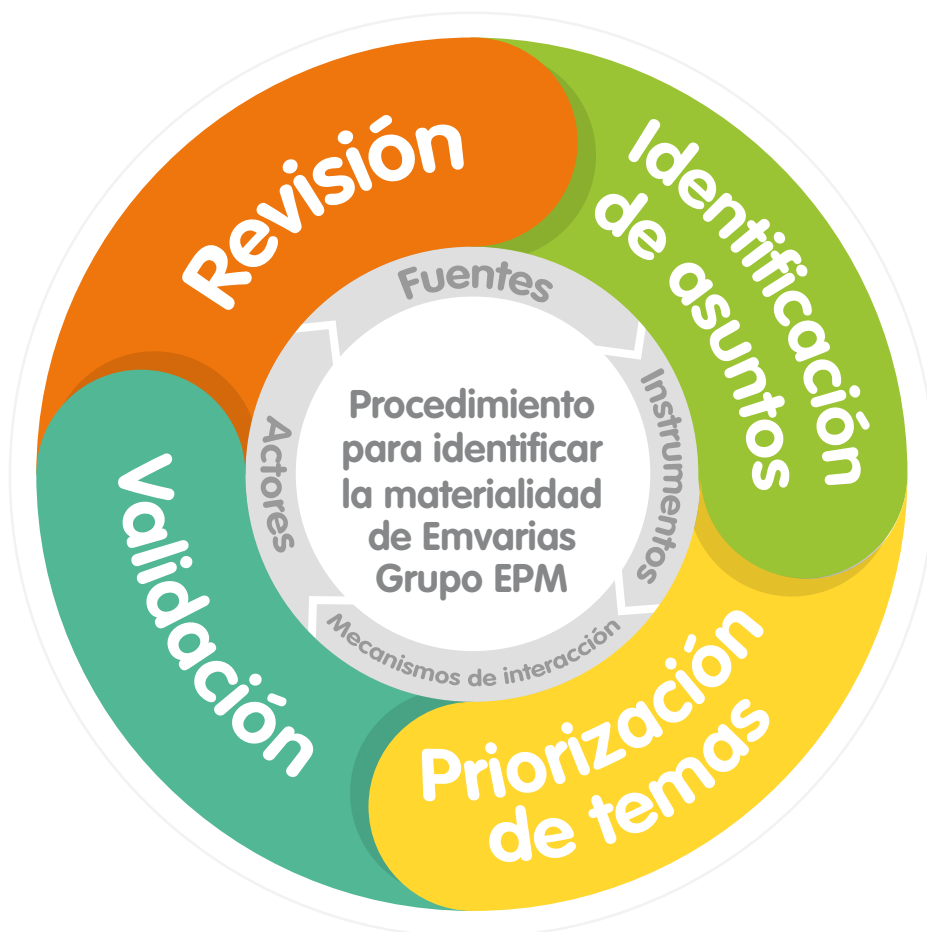 Revisión
Identificación
de asuntos
Priorización
de temas
Validación
Fuentes
Instrumentos
Mecanismos de interacción
Actores
Procedimiento
para identificar
la materialidad
de Emvarias
Grupo EPM